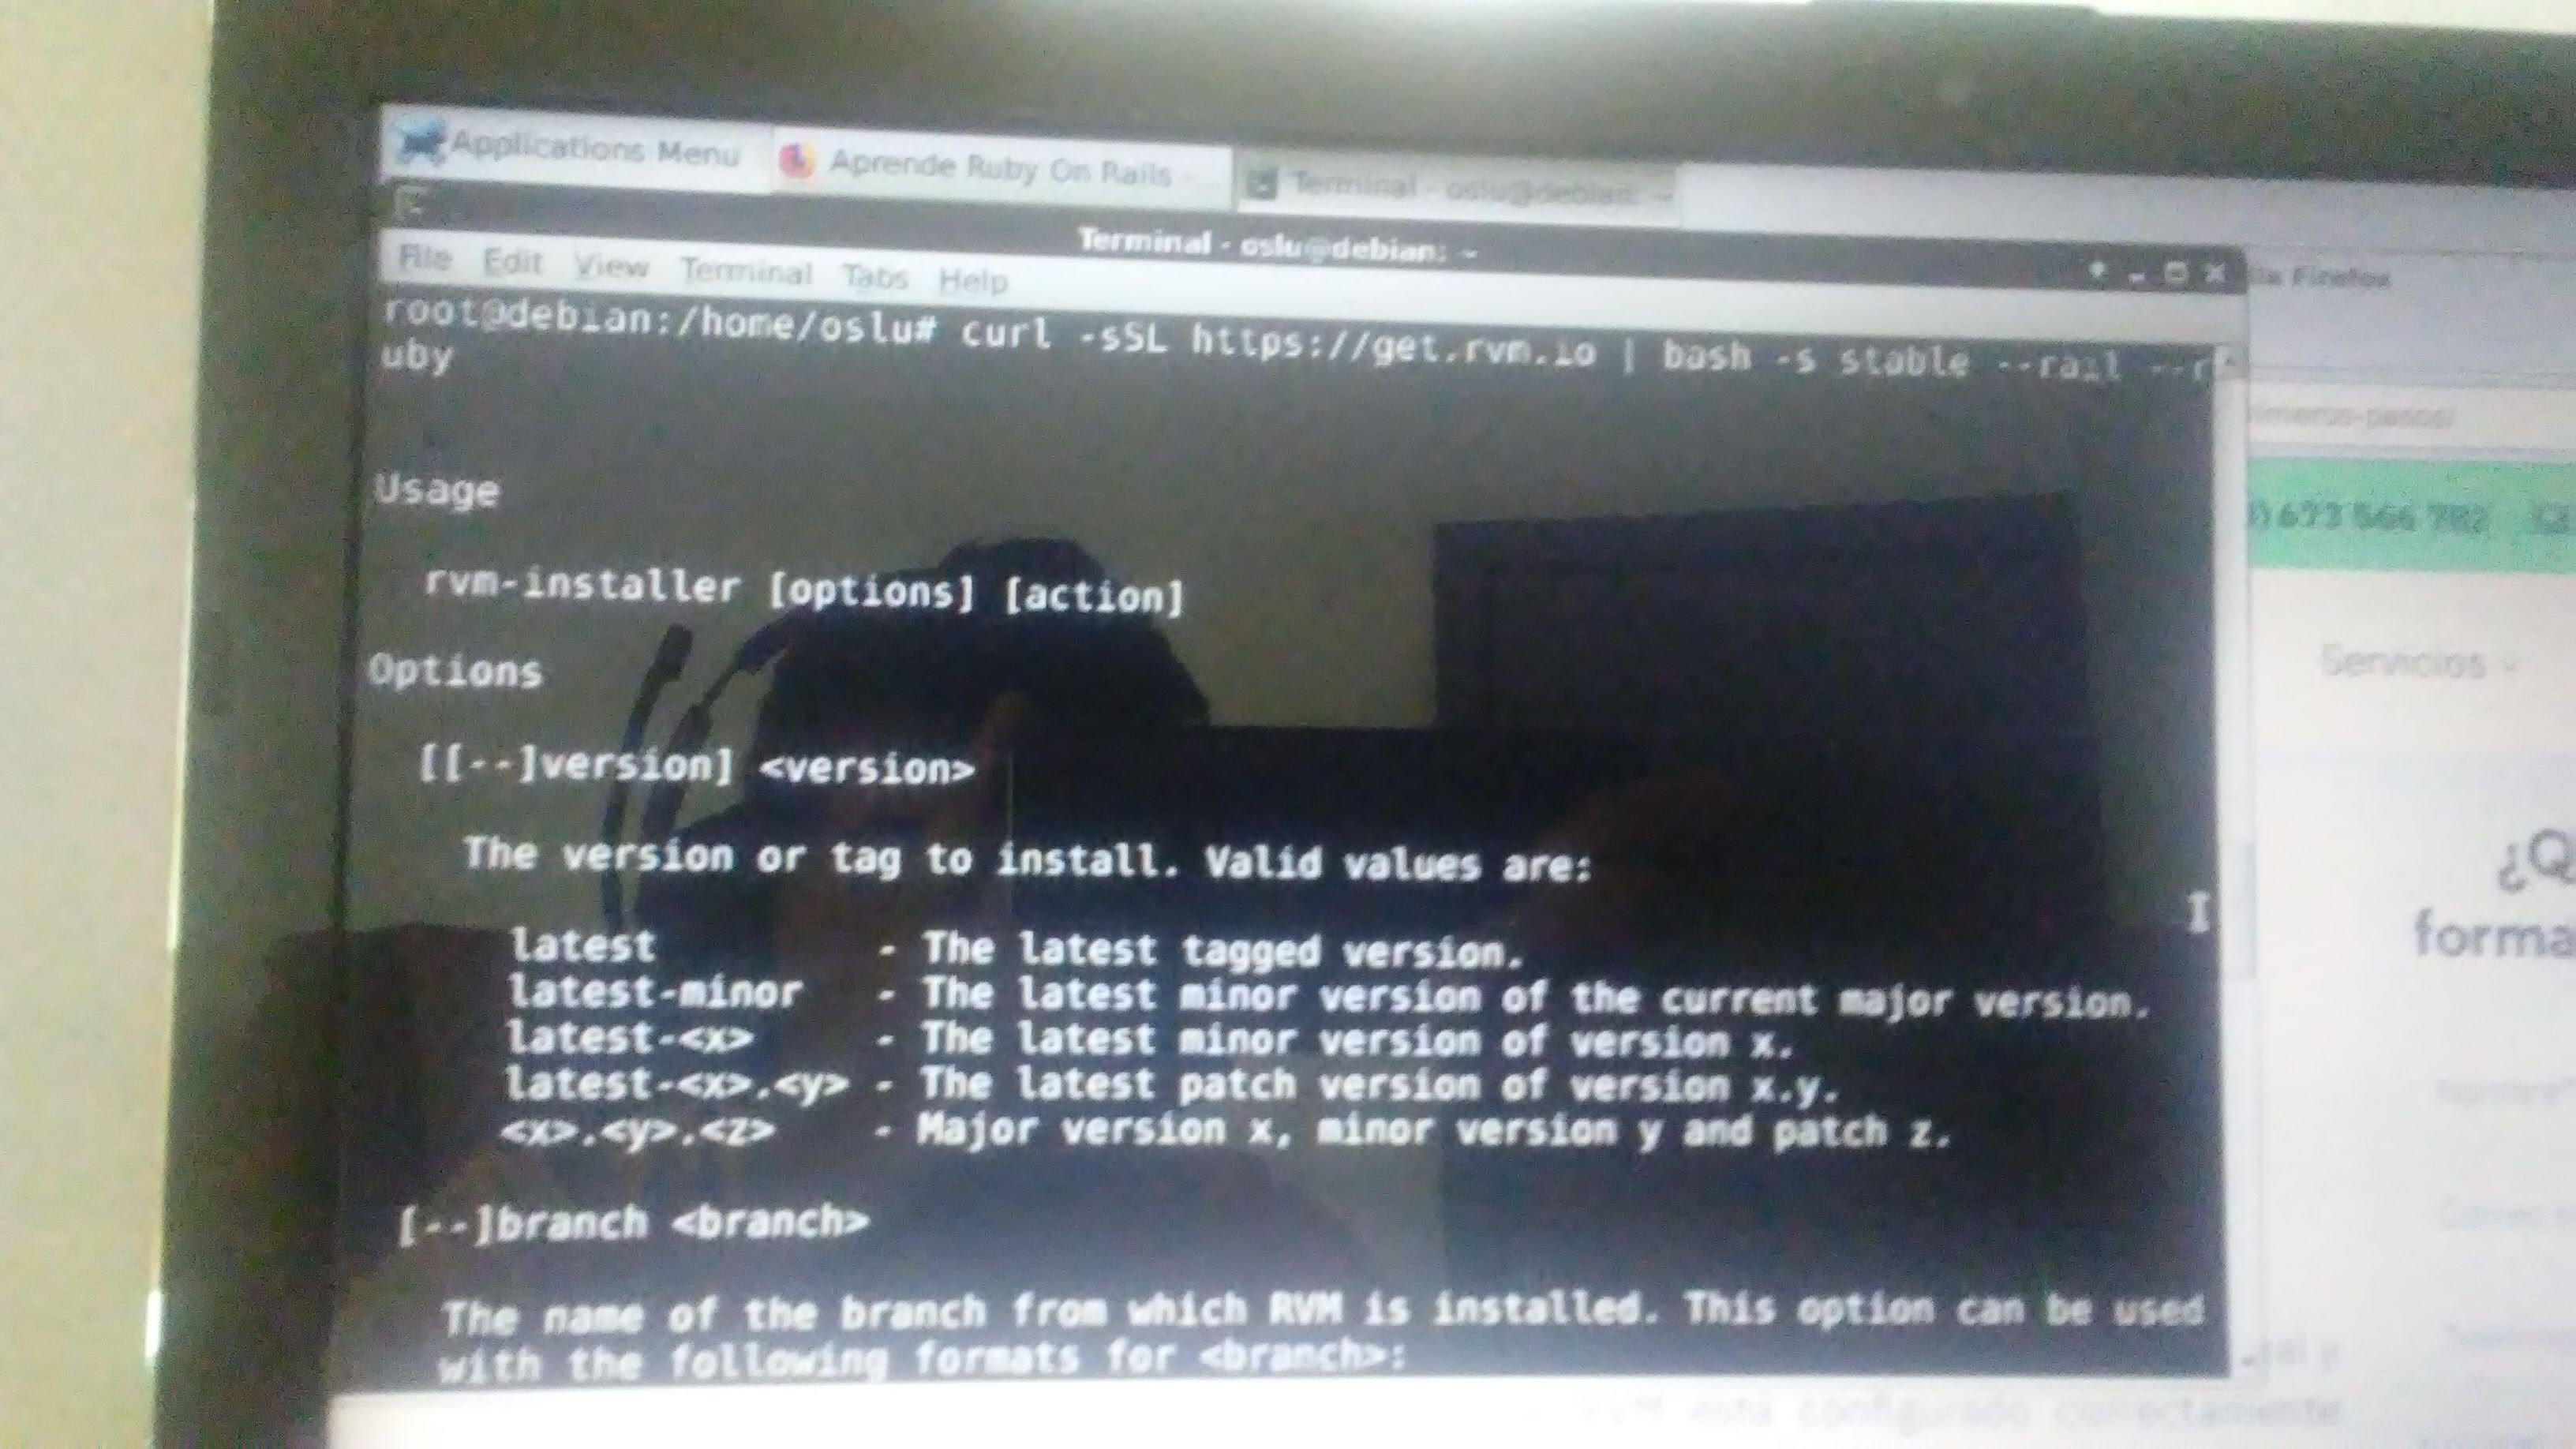 Applications Menu
Aprende Ruby On Rails -...
Terminal - oslu@debian: ~
Terminal - oslu@debian: ~
File Edit View Terminal Tabs Help
root@debian:/home/oslu# curl -sSL https://get.rvm.io | bash -s stable --rail --r
uby
Usage
rvm-installer [options] [action]
Options
[[--]version] <version>
The version or tag to install. Valid values are:
latest - The latest tagged version.
latest-minor - The latest minor version of the current major version.
latest-<x> - The latest minor version of version x.
latest-<x>.<y> - The latest patch version of version x.y.
<x>.<y>.<z> - Major version x, minor version y and patch z.
[--]branch <branch>
The name of the branch from which RVM is installed. This option can be used
with the following formats for <branch>:
Firefox
Servicios
¿Q
forma
RVM esta configurado correctamente